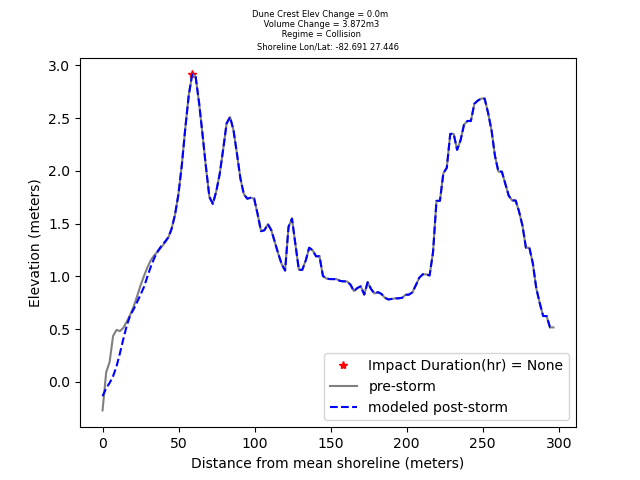 Dune Crest Elev Change = 0.0m
Volume Change = 3.872m3
Regime = Collision
Shoreline Lon/Lat: -82.691 27.446
3.0
2.5
2.0
1.5
1.0
0.5
0.0
Elevation (meters)
Impact Duration(hr) = None
pre-storm
modeled post-storm
0 50 100 150 200 250 300
Distance from mean shoreline (meters)